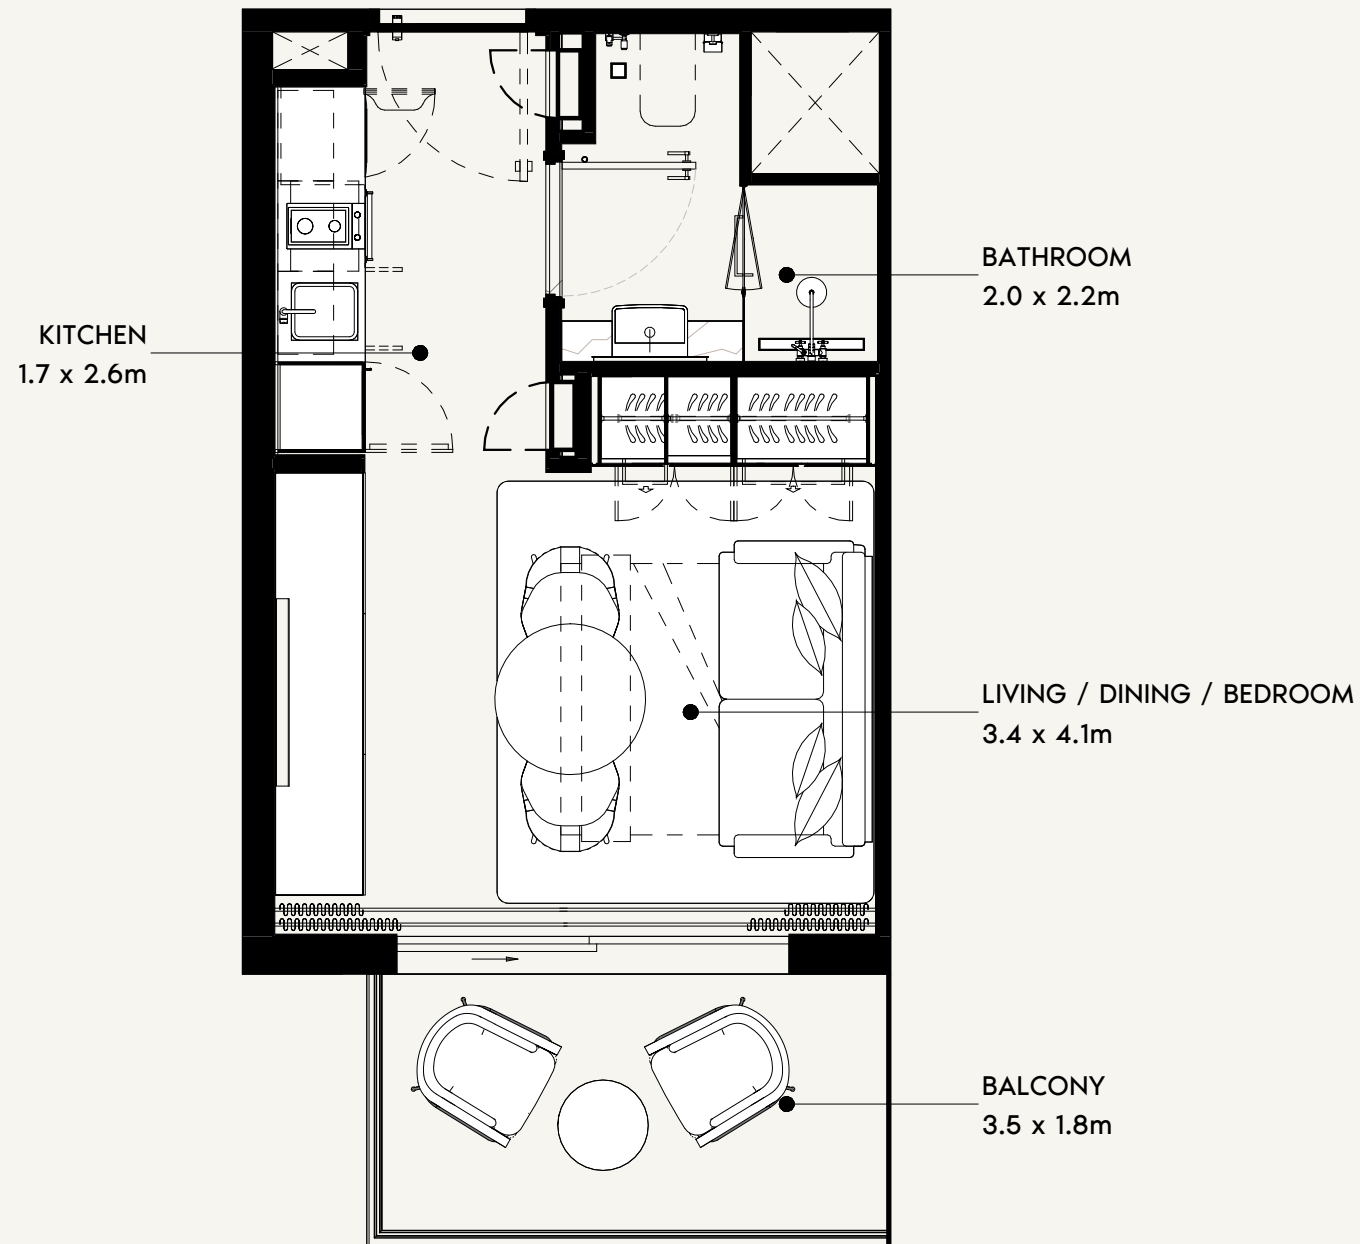 BATHROOM
2.0 x 2.2m
KITCHEN
1.7 x 2.6m
LIVING / DINING / BEDROOM
3.4 x 4.1m
BALCONY
3.5 x 1.8m